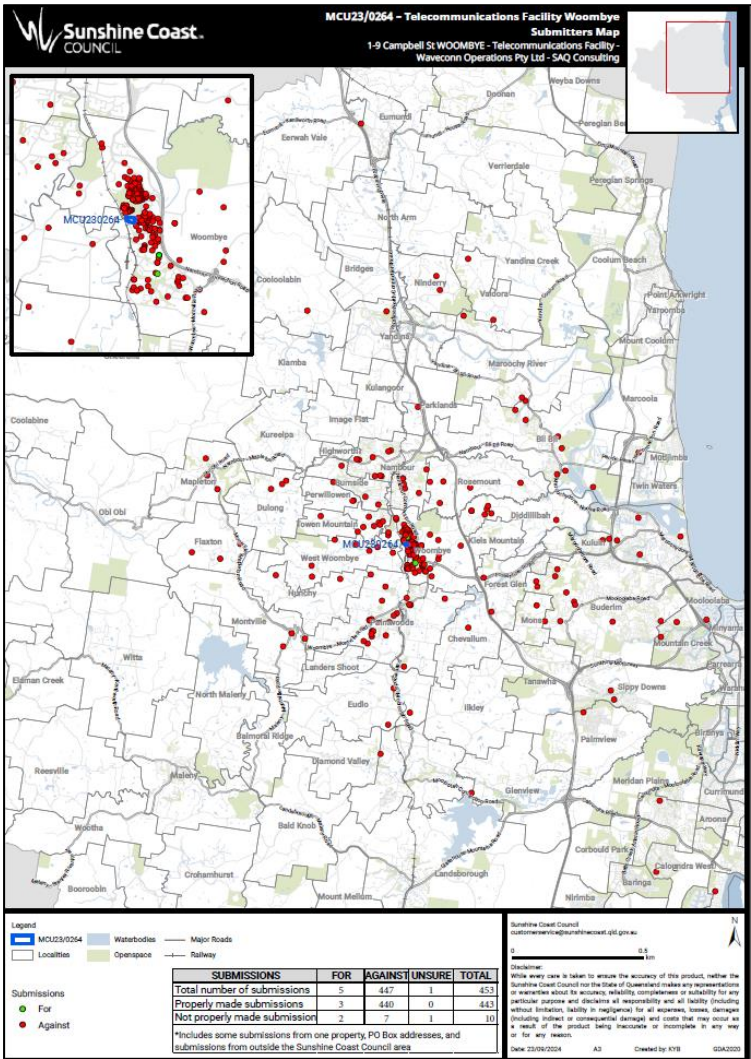 Sunshine Coast
COUNCIL
MCU23/0264 – Telecommunications Facility Woombye
Submitters Map
1-9 Campbell St WOOMBYE - Telecommunications Facility -
Waveconn Operations Pty Ltd - SAQ Consulting
MCU230264
Woombye
Weyba Downs
Doonan
Eumundi
Eerwah Vale
Verrierdale
Peregian Springs
North Arm
Yandina Creek
Coolum Beach
Bridges
Ninderry
Cooloolabin
Valdora
Point Arkwright
Yaroomba
Yandina
Mount Coolum
Kiamba
Maroochy River
Kulangoor
Parklands
Marcoola
Image Flat
Coolabine
Kureelpa
Highworth
Bli Bli
Mudjimba
Nambour
Mapleton
Burnside
Rosemount
Twin Waters
Perwillowen
Dulong
Obi Obi
Diddillibah
Towen Mountain
Kiels Mountain
Kuluin
Flaxton
MCU230264
Woombye
West Woombye
Forest Glen
Hunchy
Buderim
Mooloolaba
Montville
Palmwoods
Mons
Minyama
Chevallum
Mountain Creek
Witta
Landers Shoot
Parrearra
Elaman Creek
Tanawha
Sippy Downs
North Maleny
Eudlo
Ilkley
Palmview
Birtinya
Balmoral Ridge
Diamond Valley
Reesville
Maleny
Meridan Plains
Glenview
Currimundi
Aroona
Wootha
Bald Knob
Corbould Park
Crohamhurst
Landsborough
Caloundra West
Baringa
Booroobin
Mount Mellum
Nirimba
Legend
MCU23/0264
Waterbodies
Major Roads
Localities
Openspace
Railway
Submissions
For
Against
SUBMISSIONS FOR AGAINST UNSURE TOTAL
Total number of submissions 5 447 1 453
Properly made submissions 3 440 0 443
Not properly made submission 2 7 1 10
*Includes some submissions from one property, PO Box addresses, and
submissions from outside the Sunshine Coast Council area
Sunshine Coast Council
customerservice@sunshinecoast.qld.gov.au
N
0 0.5
km
Disclaimer:
While every care is taken to ensure the accuracy of this product, neither the
Sunshine Coast Council nor the State of Queensland makes any representations
or warranties about its accuracy, reliability, completeness or suitability for any
particular purpose and disclaims all responsibility and all liability (including
without limitation, liability in negligence) for all expenses, losses, damages
(including indirect or consequential damage) and costs that may occur as
a result of the product being inaccurate or incomplete in any way
or for any reason.
Date: 23/09/2024 A3 Created by: KYB GDA2020